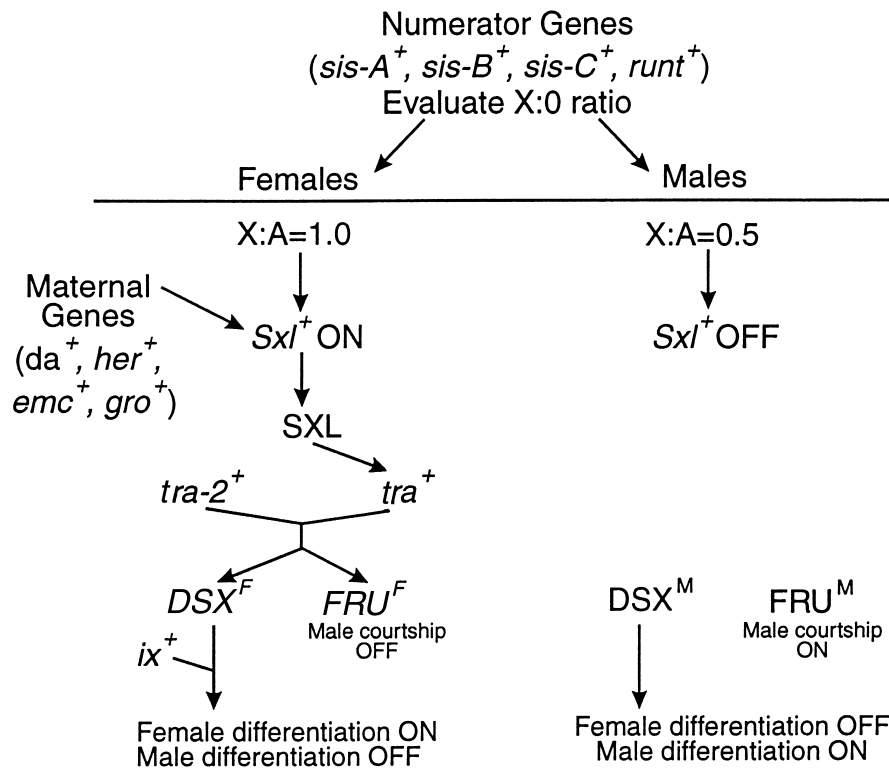 Numerator Genes
(sis-A+, sis-B+, sis-C+, runt+)
Evaluate X:0 ratio
Females
Males
X:A=1.0
X:A=0.5
Maternal
Genes
(da+, her+,
emc+, gro+)
Sxl+ ON
Sxl+ OFF
SXL
tra-2+
tra+
DSXF
FRUF
Male courtship
OFF
DSXM
FRUM
Male courtship
ON
ix+
Female differentiation ON
Male differentiation OFF
Female differentiation OFF
Male differentiation ON